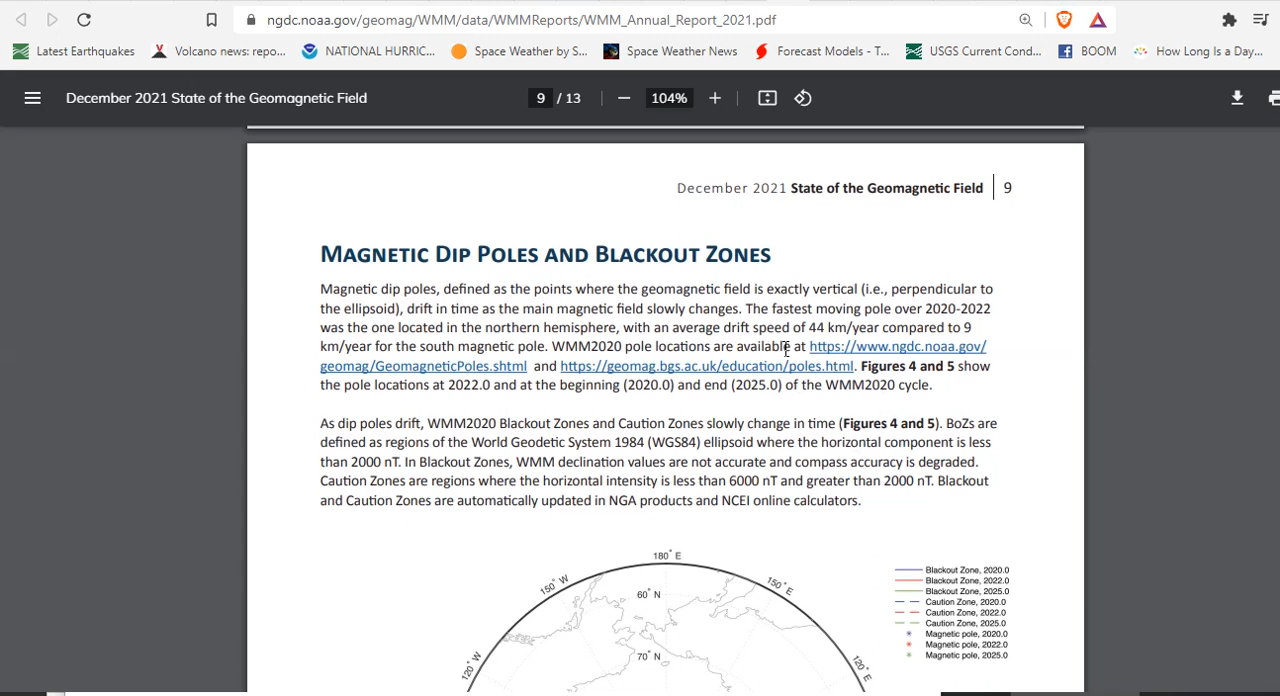 ngdc.noaa.gov/geomag/WMM/data/WMMReports/WMM_Annual_Report_2021.pdf
Latest Earthquakes Volcano news: repo... NATIONAL HURRIC... Space Weather by S... Space Weather News Forecast Models - T... USGS Current Cond... BOOM How Long Is a Day...
December 2021 State of the Geomagnetic Field 9 / 13 104%
December 2021 State of the Geomagnetic Field 9
MAGNETIC DIP POLES AND BLACKOUT ZONES
Magnetic dip poles, defined as the points where the geomagnetic field is exactly vertical (i.e., perpendicular to
the ellipsoid), drift in time as the main magnetic field slowly changes. The fastest moving pole over 2020-2022
was the one located in the northern hemisphere, with an average drift speed of 44 km/year compared to 9
km/year for the south magnetic pole. WMM2020 pole locations are available at https://www.ngdc.noaa.gov/
geomag/GeomagneticPoles.shtml and https://geomag.bgs.ac.uk/education/poles.html. Figures 4 and 5 show
the pole locations at 2022.0 and at the beginning (2020.0) and end (2025.0) of the WMM2020 cycle.
As dip poles drift, WMM2020 Blackout Zones and Caution Zones slowly change in time (Figures 4 and 5). BoZs are
defined as regions of the World Geodetic System 1984 (WGS84) ellipsoid where the horizontal component is less
than 2000 nT. In Blackout Zones, WMM declination values are not accurate and compass accuracy is degraded.
Caution Zones are regions where the horizontal intensity is less than 6000 nT and greater than 2000 nT. Blackout
and Caution Zones are automatically updated in NGA products and NCEI online calculators.
180° E
150° W
150° E
60° N
120° W
70° N
120° E
Blackout Zone, 2020.0
Blackout Zone, 2022.0
Blackout Zone, 2025.0
Caution Zone, 2020.0
Caution Zone, 2022.0
Caution Zone, 2025.0
Magnetic pole, 2020.0
Magnetic pole, 2022.0
Magnetic pole, 2025.0